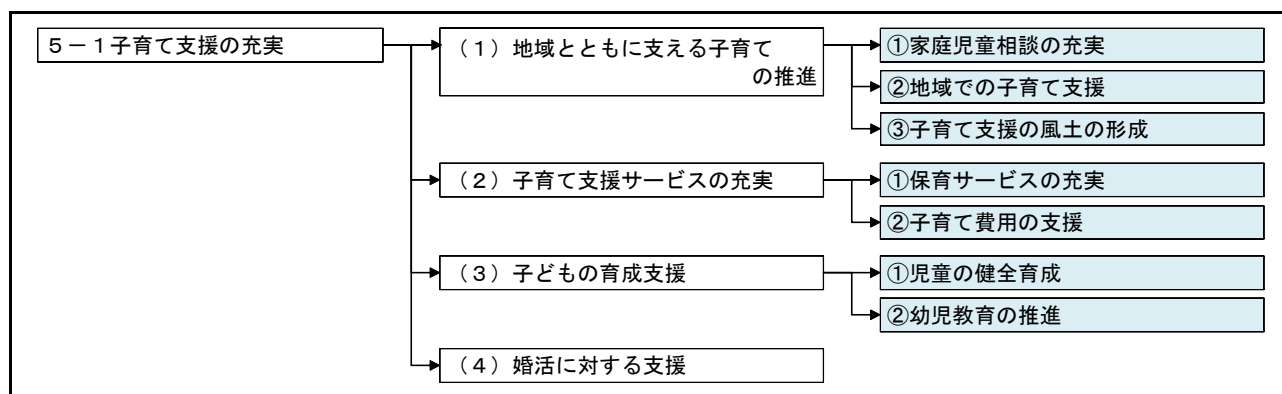 ５－１子育て支援の充実
（１）地域とともに支える子育て
の推進
①家庭児童相談の充実
②地域での子育て支援
③子育て支援の風土の形成
（２）子育て支援サービスの充実
①保育サービスの充実
②子育て費用の支援
（３）子どもの育成支援
①児童の健全育成
②幼児教育の推進
（４）婚活に対する支援